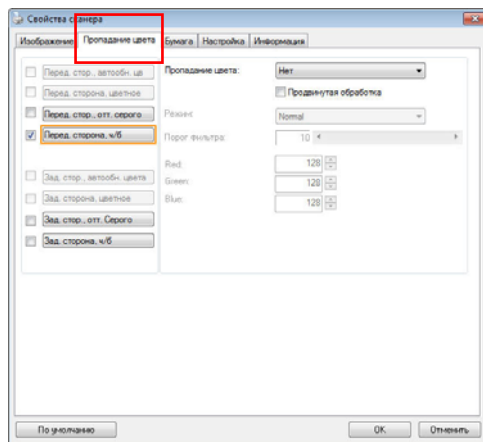 Свойства сканера
Изображение Пропадание цвета Бумага Настройка Информация
Перед. стор., автообн. цв Пропадание цвета: Нет
Перед. сторона, цветное Продвинутая обработка
Перед. стор., отт. серого Режим: Normal
Перед. сторона, ч/б Порог фильтра: 10
Red: 128
Зад. стор., автообн. цвета Green: 128
Зад. сторона, цветное Blue: 128
Зад. стор., отт. Серого
Зад. сторона, ч/б
По умолчанию OK Отменить